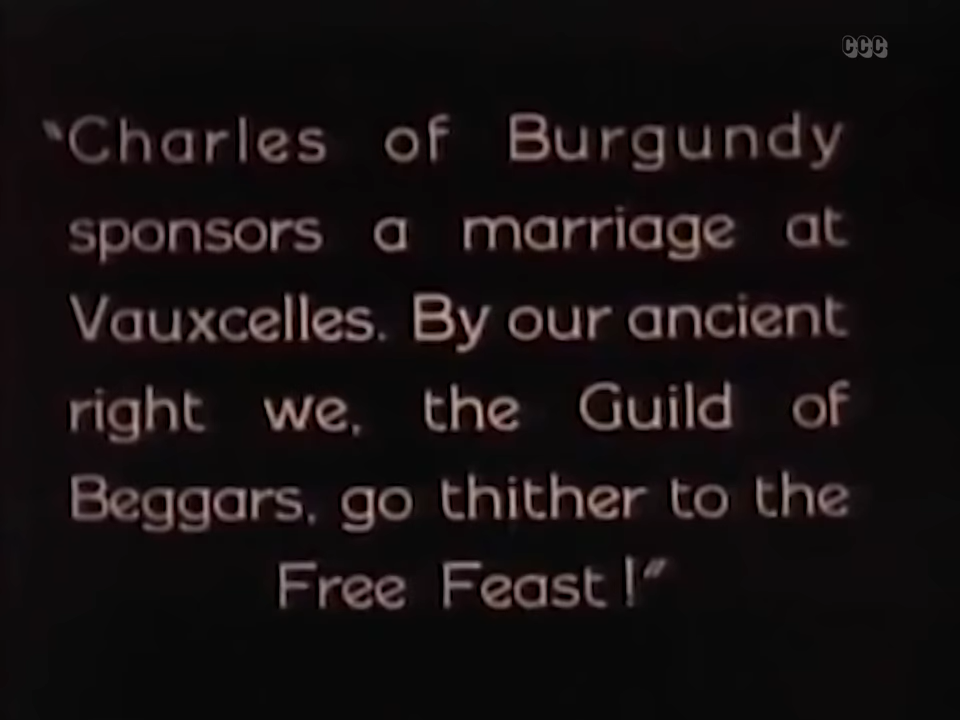 CCC
"Charles of Burgundy
sponsors a marriage at
Vauxcelles. By our ancient
right we, the Guild of
Beggars, go thither to the
Free Feast!"